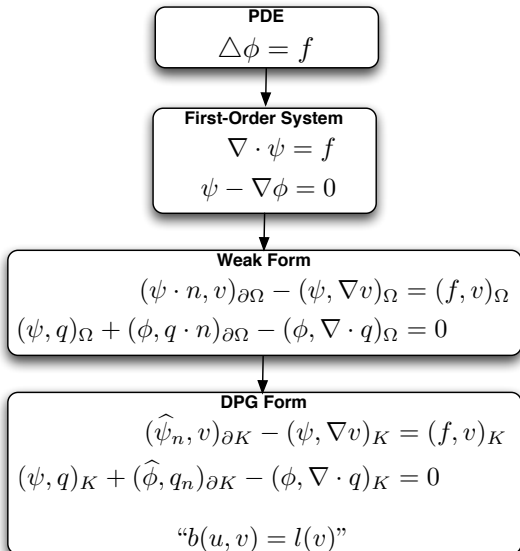 PDE
△ϕ = f
First-Order System
∇ · ψ = f
ψ − ∇ϕ = 0
Weak Form
(ψ · n, v)∂Ω − (ψ, ∇v)Ω = (f, v)Ω
(ψ, q)Ω + (ϕ, q · n)∂Ω − (ϕ, ∇ · q)Ω = 0
DPG Form
(ψ̂n, v)∂K − (ψ, ∇v)K = (f, v)K
(ψ, q)K + (ϕ̂, qn)∂K − (ϕ, ∇ · q)K = 0
“b(u, v) = l(v)”